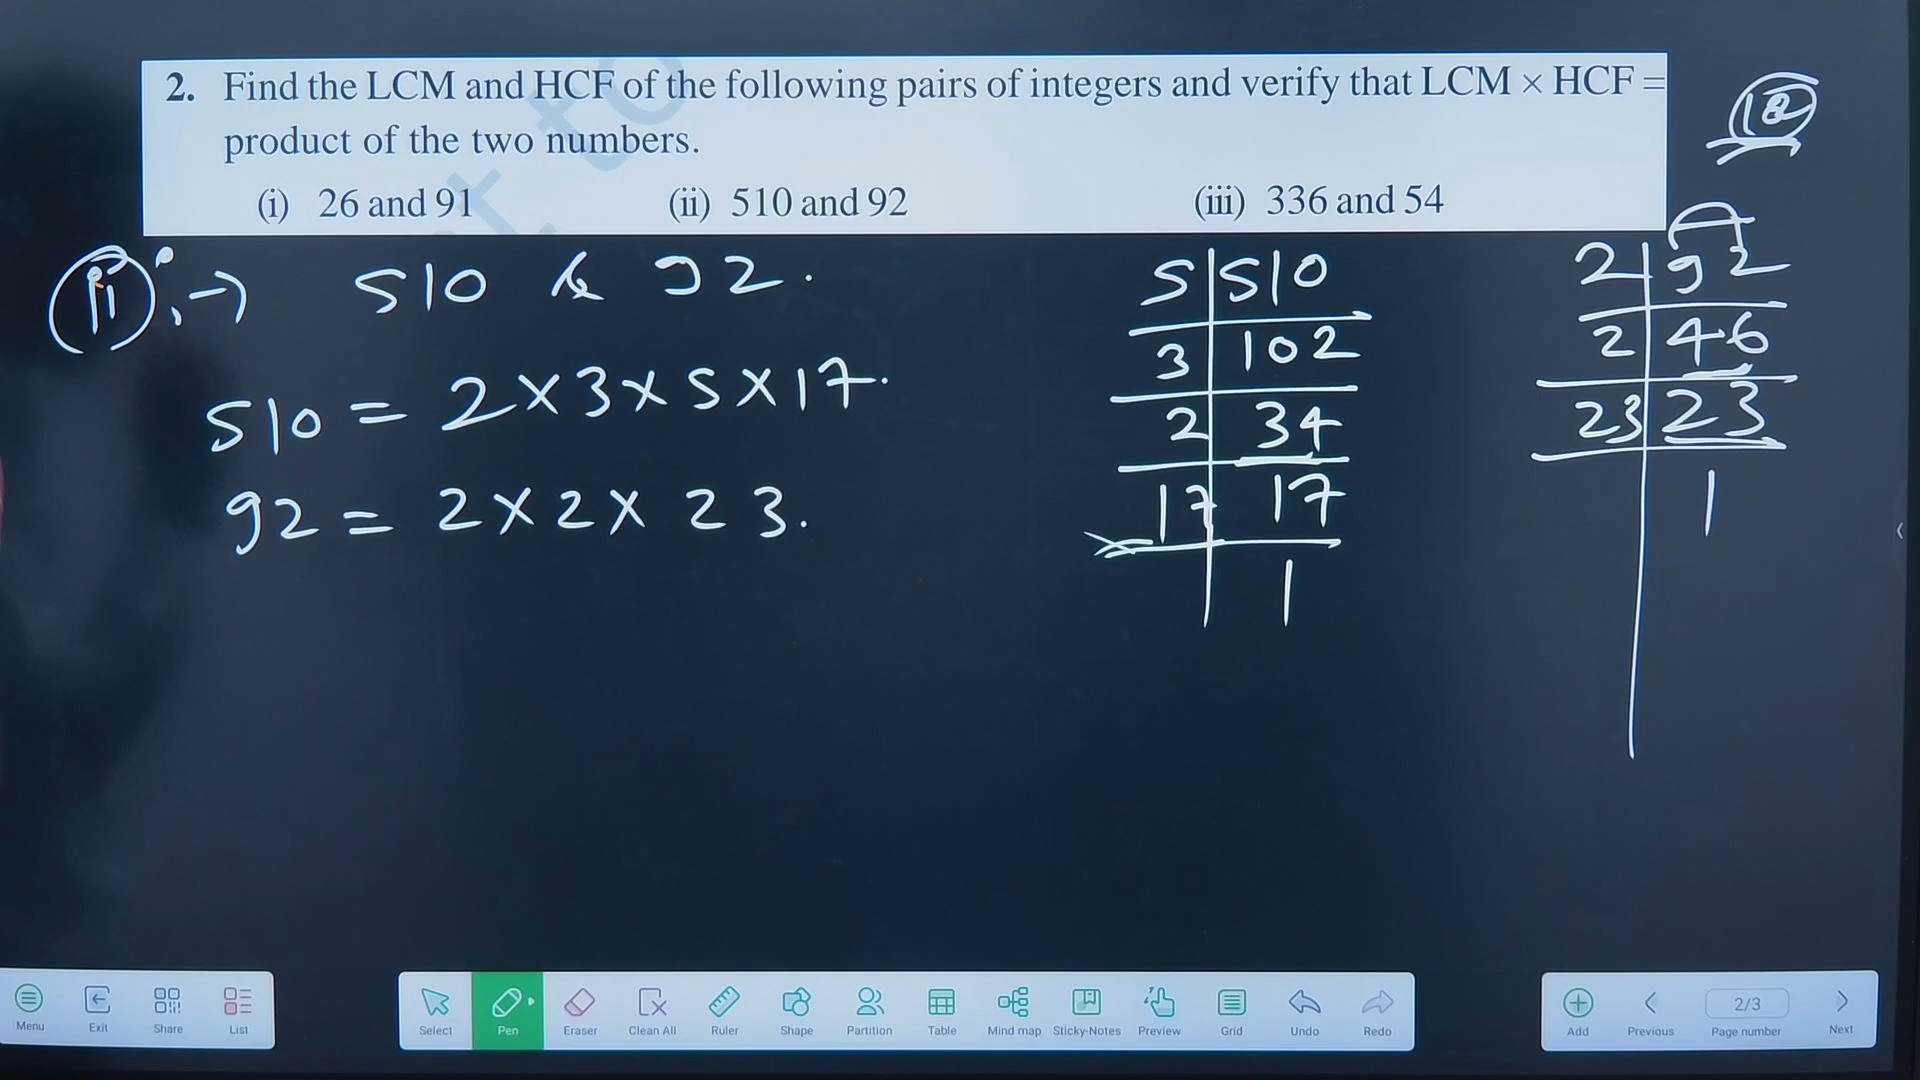 2. Find the LCM and HCF of the following pairs of integers and verify that LCM × HCF =
product of the two numbers.
(i) 26 and 91 (ii) 510 and 92 (iii) 336 and 54
(ii) :→ 510 & 92.
510 = 2×3×5×17.
92 = 2×2×23.
5|510
3|102
2|34
17|17
1
2|92
2|46
23|23
1
Menu Exit Share List
Select Pen Eraser Clean All Ruler Shape Partition Table Mind map Sticky-Notes Preview Grid Undo Redo
Add Previous 2/3 Page number Next